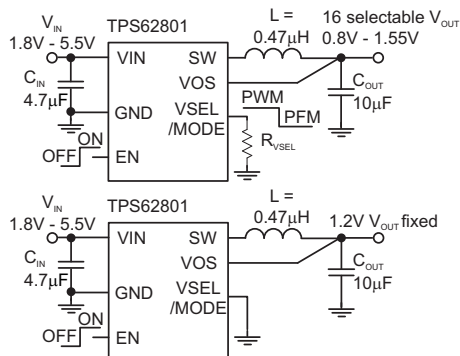 V_IN
1.8V - 5.5V
TPS62801
L =
0.47µH
16 selectable V_OUT
0.8V - 1.55V
VIN
SW
C_IN
4.7µF
VOS
C_OUT
10µF
GND
VSEL
/MODE
PWM
PFM
ON
OFF
EN
R_VSEL
V_IN
1.8V - 5.5V
TPS62801
L =
0.47µH
1.2V V_OUT fixed
VIN
SW
C_IN
4.7µF
VOS
C_OUT
10µF
GND
VSEL
/MODE
ON
OFF
EN